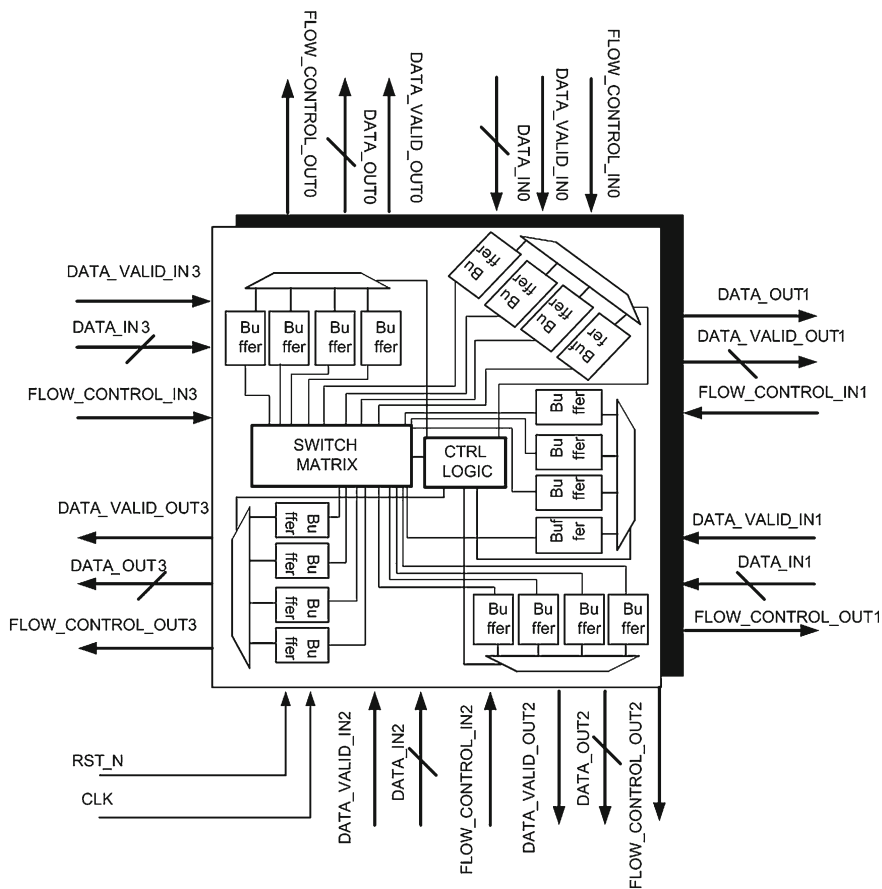 FLOW_CONTROL_OUT0
DATA_OUT0
DATA_VALID_OUT0
DATA_IN0
DATA_VALID_IN0
FLOW_CONTROL_IN0
DATA_VALID_IN3
DATA_IN3
FLOW_CONTROL_IN3
DATA_VALID_OUT3
DATA_OUT3
FLOW_CONTROL_OUT3
Bu
ffer
Bu
ffer
Bu
ffer
Bu
ffer
Bu
ffer
Bu
ffer
Bu
ffer
Buf
fer
SWITCH
MATRIX
CTRL
LOGIC
Bu
ffer
Bu
ffer
Bu
ffer
Buf
fer
Bu
ffer
Bu
ffer
Bu
ffer
Bu
ffer
Bu
ffer
Bu
ffer
Bu
ffer
Bu
ffer
DATA_OUT1
DATA_VALID_OUT1
FLOW_CONTROL_IN1
DATA_VALID_IN1
DATA_IN1
FLOW_CONTROL_OUT1
RST_N
CLK
DATA_VALID_IN2
DATA_IN2
FLOW_CONTROL_IN2
DATA_VALID_OUT2
DATA_OUT2
FLOW_CONTROL_OUT2